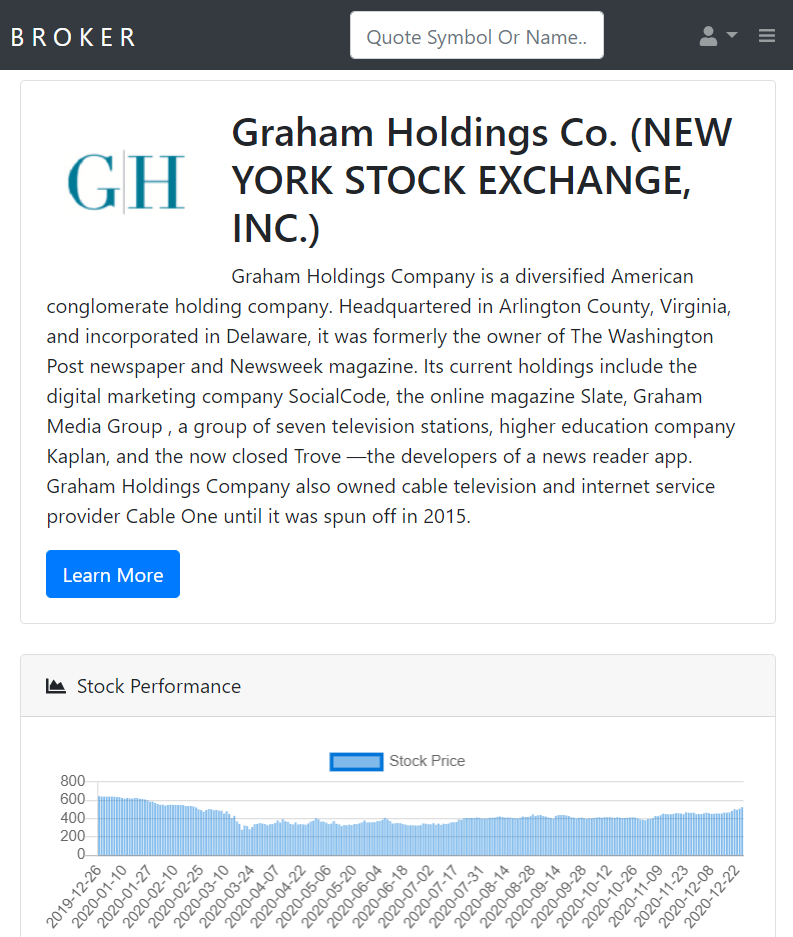 BROKER
Quote Symbol Or Name..
GH
Graham Holdings Co. (NEW
YORK STOCK EXCHANGE,
INC.)
Graham Holdings Company is a diversified American
conglomerate holding company. Headquartered in Arlington County, Virginia,
and incorporated in Delaware, it was formerly the owner of The Washington
Post newspaper and Newsweek magazine. Its current holdings include the
digital marketing company SocialCode, the online magazine Slate, Graham
Media Group , a group of seven television stations, higher education company
Kaplan, and the now closed Trove —the developers of a news reader app.
Graham Holdings Company also owned cable television and internet service
provider Cable One until it was spun off in 2015.
Learn More
Stock Performance
Stock Price
800
600
400
200
0
2019-12-26
2020-01-10
2020-01-27
2020-02-10
2020-02-25
2020-03-10
2020-03-24
2020-04-07
2020-04-22
2020-05-06
2020-05-20
2020-06-04
2020-06-18
2020-07-02
2020-07-17
2020-07-31
2020-08-14
2020-08-28
2020-09-14
2020-09-28
2020-10-12
2020-10-26
2020-11-09
2020-11-23
2020-12-08
2020-12-22